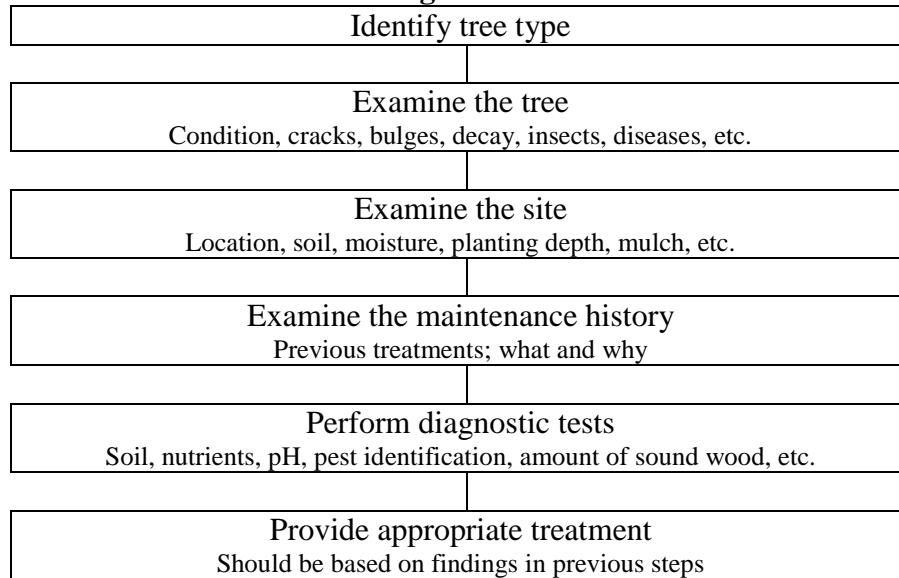 Identify tree type
Examine the tree
Condition, cracks, bulges, decay, insects, diseases, etc.
Examine the site
Location, soil, moisture, planting depth, mulch, etc.
Examine the maintenance history
Previous treatments; what and why
Perform diagnostic tests
Soil, nutrients, pH, pest identification, amount of sound wood, etc.
Provide appropriate treatment
Should be based on findings in previous steps